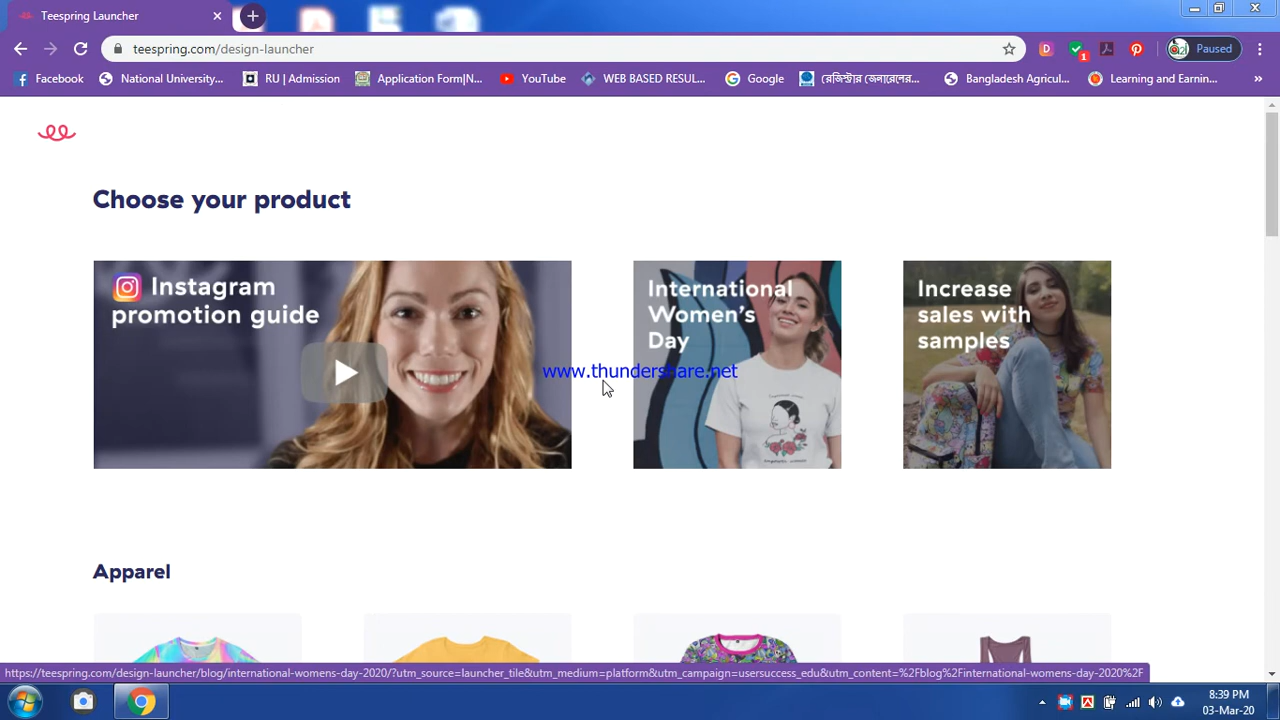 Teespring Launcher
teespring.com/design-launcher
D
1
Paused
Facebook
National University...
RU | Admission
Application Form|N...
YouTube
WEB BASED RESUL...
Google
Bangladesh Agricul...
Learning and Earnin...
»
Choose your product
Instagram
promotion guide
International
Women's
Day
Increase
sales with
samples
www.thundershare.net
Apparel
https://teespring.com/design-launcher/blog/international-womens-day-2020/?utm_source=launcher_tile&utm_medium=platform&utm_campaign=usersuccess_edu&utm_content=%2Fblog%2Finternational-womens-day-2020%2F
8:39 PM
03-Mar-20